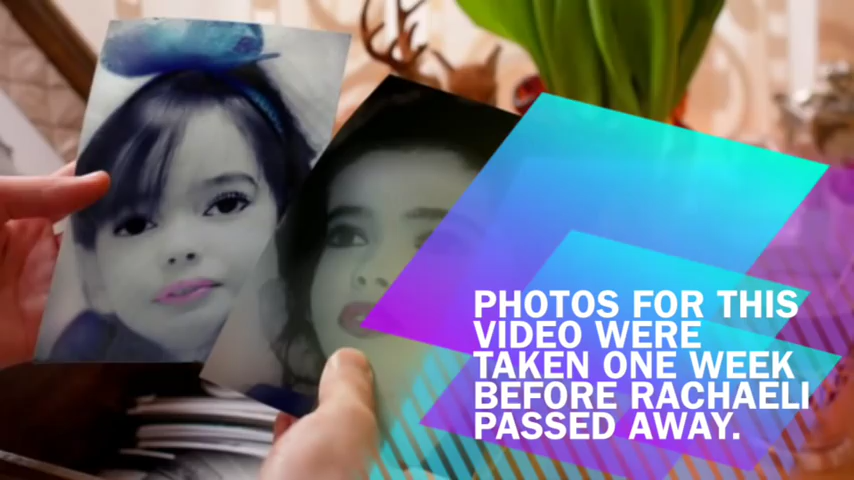 PHOTOS FOR THIS
VIDEO WERE
TAKEN ONE WEEK
BEFORE RACHAELI
PASSED AWAY.